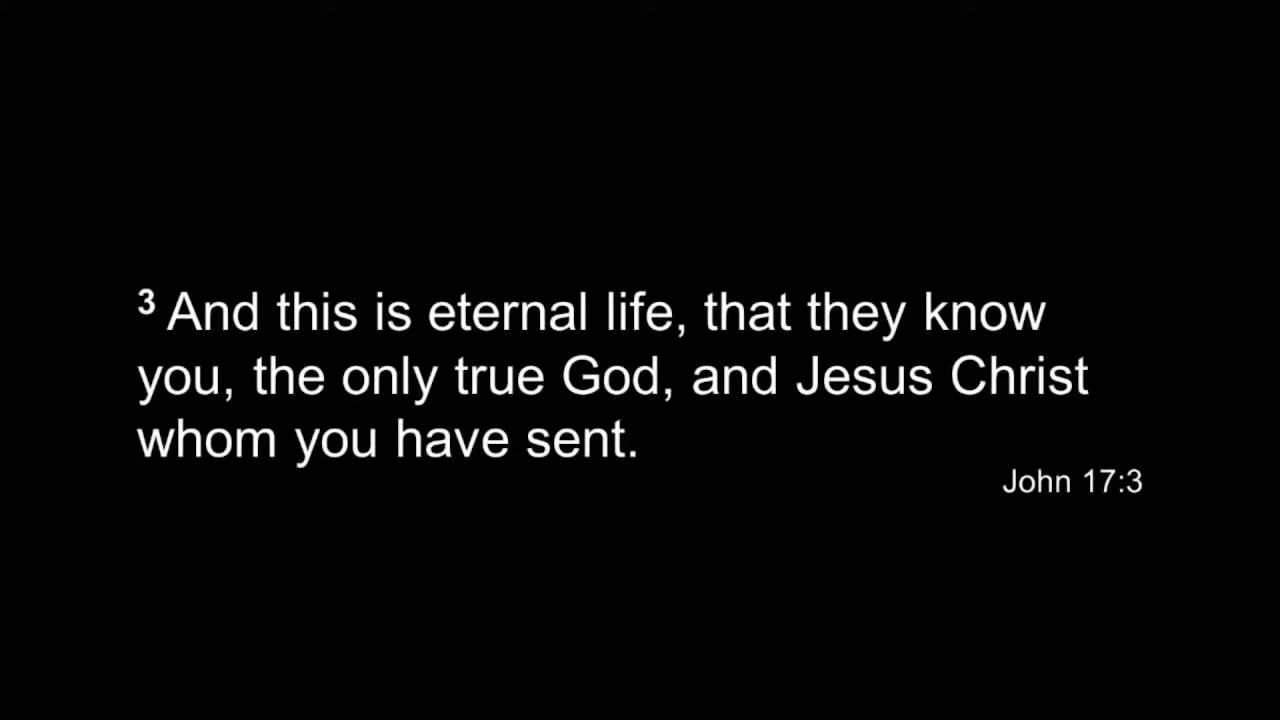 ³ And this is eternal life, that they know
you, the only true God, and Jesus Christ
whom you have sent.
John 17:3